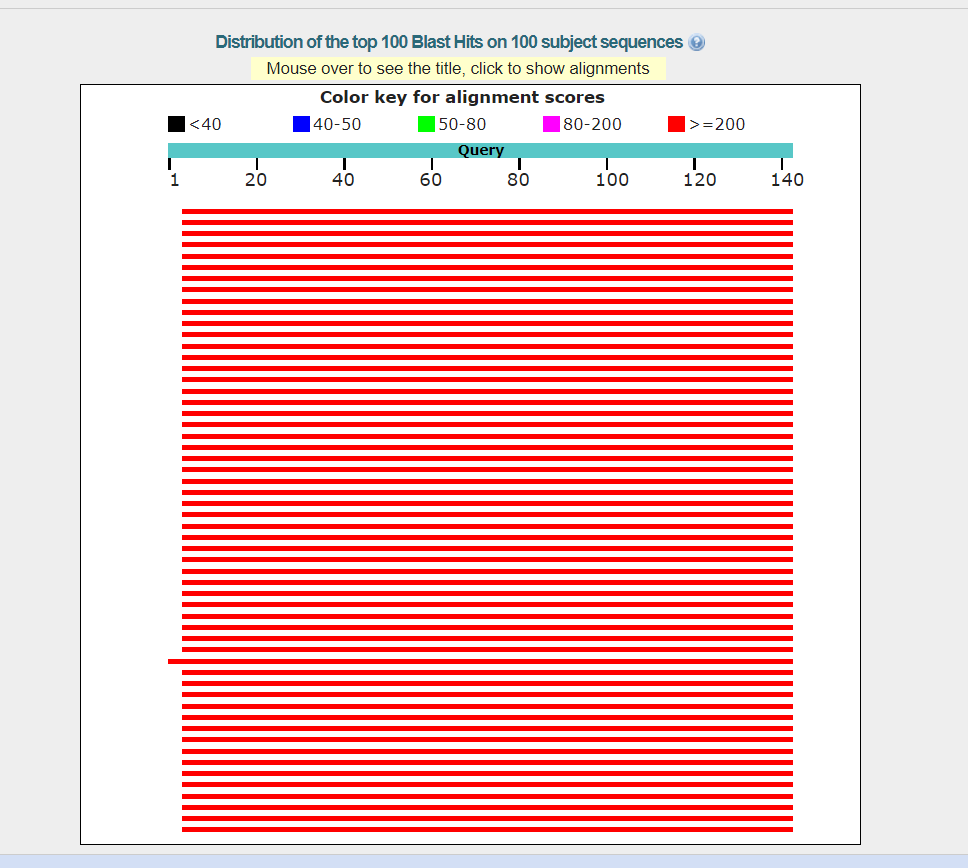 Distribution of the top 100 Blast Hits on 100 subject sequences
Mouse over to see the title, click to show alignments
Color key for alignment scores
<40 40-50 50-80 80-200 >=200
Query
1 20 40 60 80 100 120 140